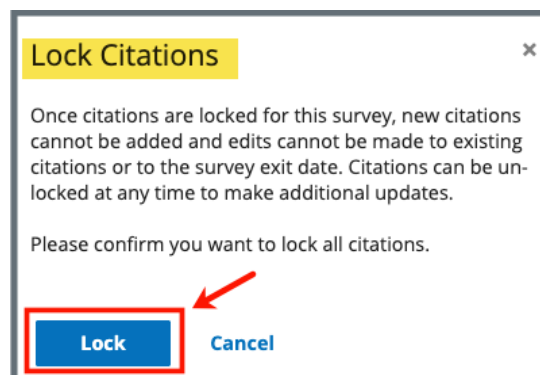 Lock Citations
×
Once citations are locked for this survey, new citations
cannot be added and edits cannot be made to existing
citations or to the survey exit date. Citations can be un-
locked at any time to make additional updates.
Please confirm you want to lock all citations.
Lock
Cancel